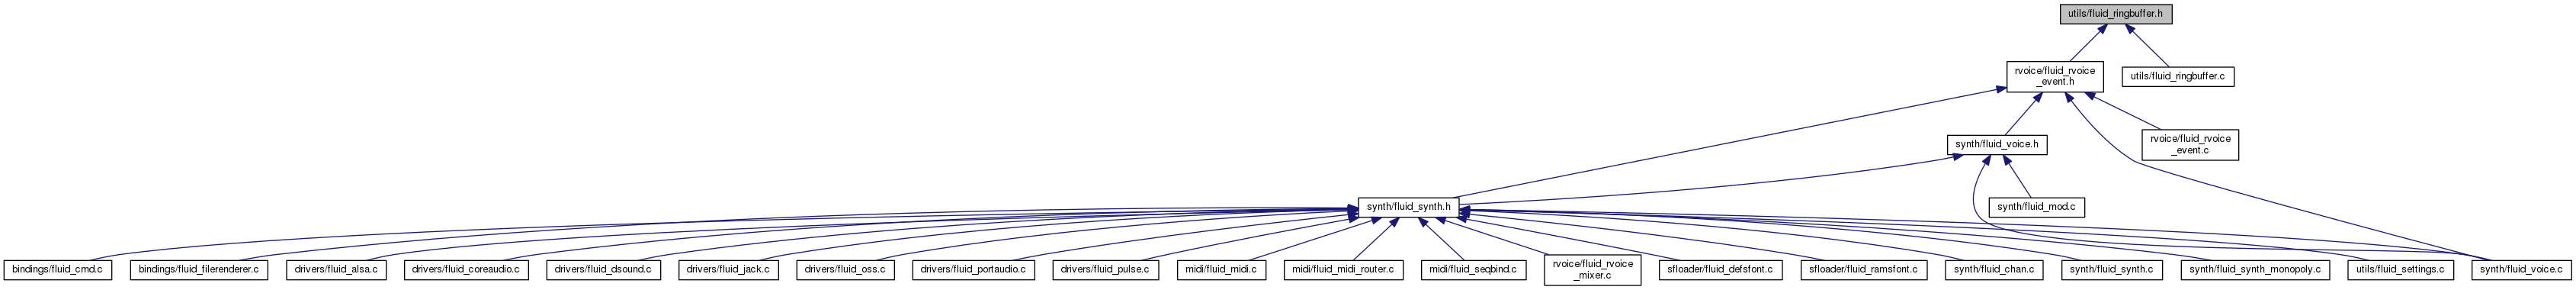 utils/fluid_ringbuffer.h
rvoice/fluid_rvoice
_event.h
utils/fluid_ringbuffer.c
synth/fluid_voice.h
rvoice/fluid_rvoice
_event.c
synth/fluid_synth.h
synth/fluid_mod.c
bindings/fluid_cmd.c
bindings/fluid_filerenderer.c
drivers/fluid_alsa.c
drivers/fluid_coreaudio.c
drivers/fluid_dsound.c
drivers/fluid_jack.c
drivers/fluid_oss.c
drivers/fluid_portaudio.c
drivers/fluid_pulse.c
midi/fluid_midi.c
midi/fluid_midi_router.c
midi/fluid_seqbind.c
rvoice/fluid_rvoice
_mixer.c
sfloader/fluid_defsfont.c
sfloader/fluid_ramsfont.c
synth/fluid_chan.c
synth/fluid_synth.c
synth/fluid_synth_monopoly.c
utils/fluid_settings.c
synth/fluid_voice.c